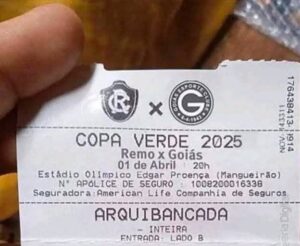 COPA VERDE 2025
Remo x Goiás
01 de Abril 20h
Estádio Olímpico Edgar Proença (Mangueirão)
N° APÓLICE DE SEGURO : 1008200016338
Seguradora:American Life Companhia de Seguros
ARQUIBANCADA
- INTEIRA
ENTRADA: LADO B